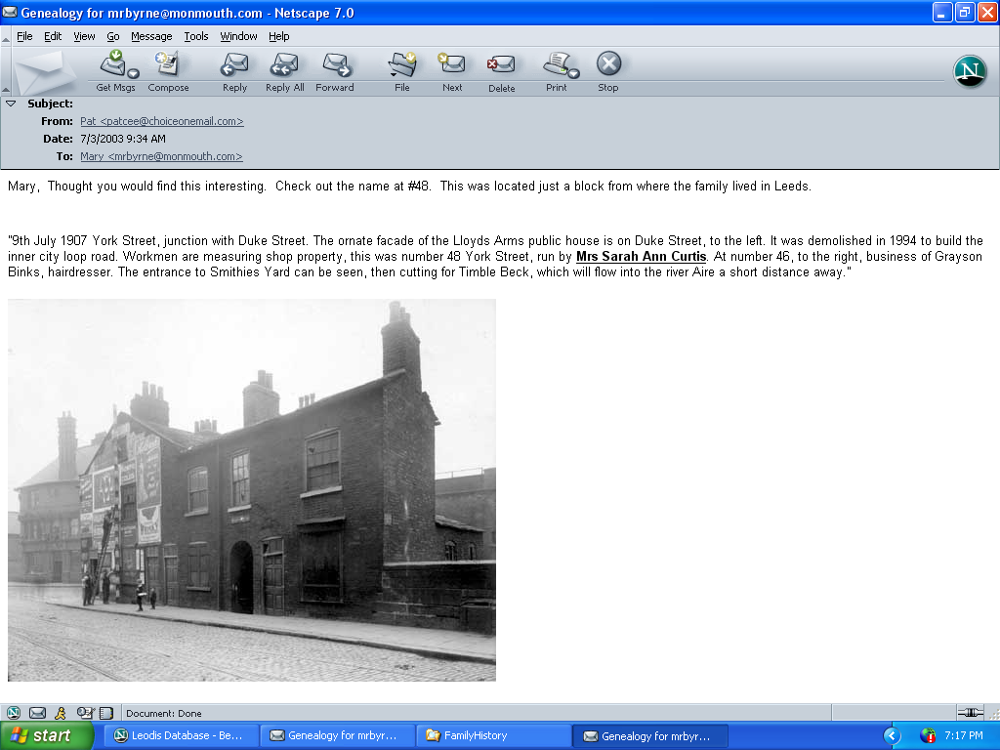 Genealogy for mrbyrne@monmouth.com - Netscape 7.0
File Edit View Go Message Tools Window Help
Get Msgs Compose Reply Reply All Forward File Next Delete Print Stop
N
Subject:
From: Pat <patcee@choiceonemail.com>
Date: 7/3/2003 9:34 AM
To: Mary <mrbyrne@monmouth.com>
Mary, Thought you would find this interesting. Check out the name at #48. This was located just a block from where the family lived in Leeds.
"9th July 1907 York Street, junction with Duke Street. The ornate facade of the Lloyds Arms public house is on Duke Street, to the left. It was demolished in 1994 to build the
inner city loop road. Workmen are measuring shop property, this was number 48 York Street, run by Mrs Sarah Ann Curtis. At number 46, to the right, business of Grayson
Binks, hairdresser. The entrance to Smithies Yard can be seen, then cutting for Timble Beck, which will flow into the river Aire a short distance away."
Document: Done
start Leodis Database - Be... Genealogy for mrbyr... FamilyHistory Genealogy for mrbyr... 7:17 PM